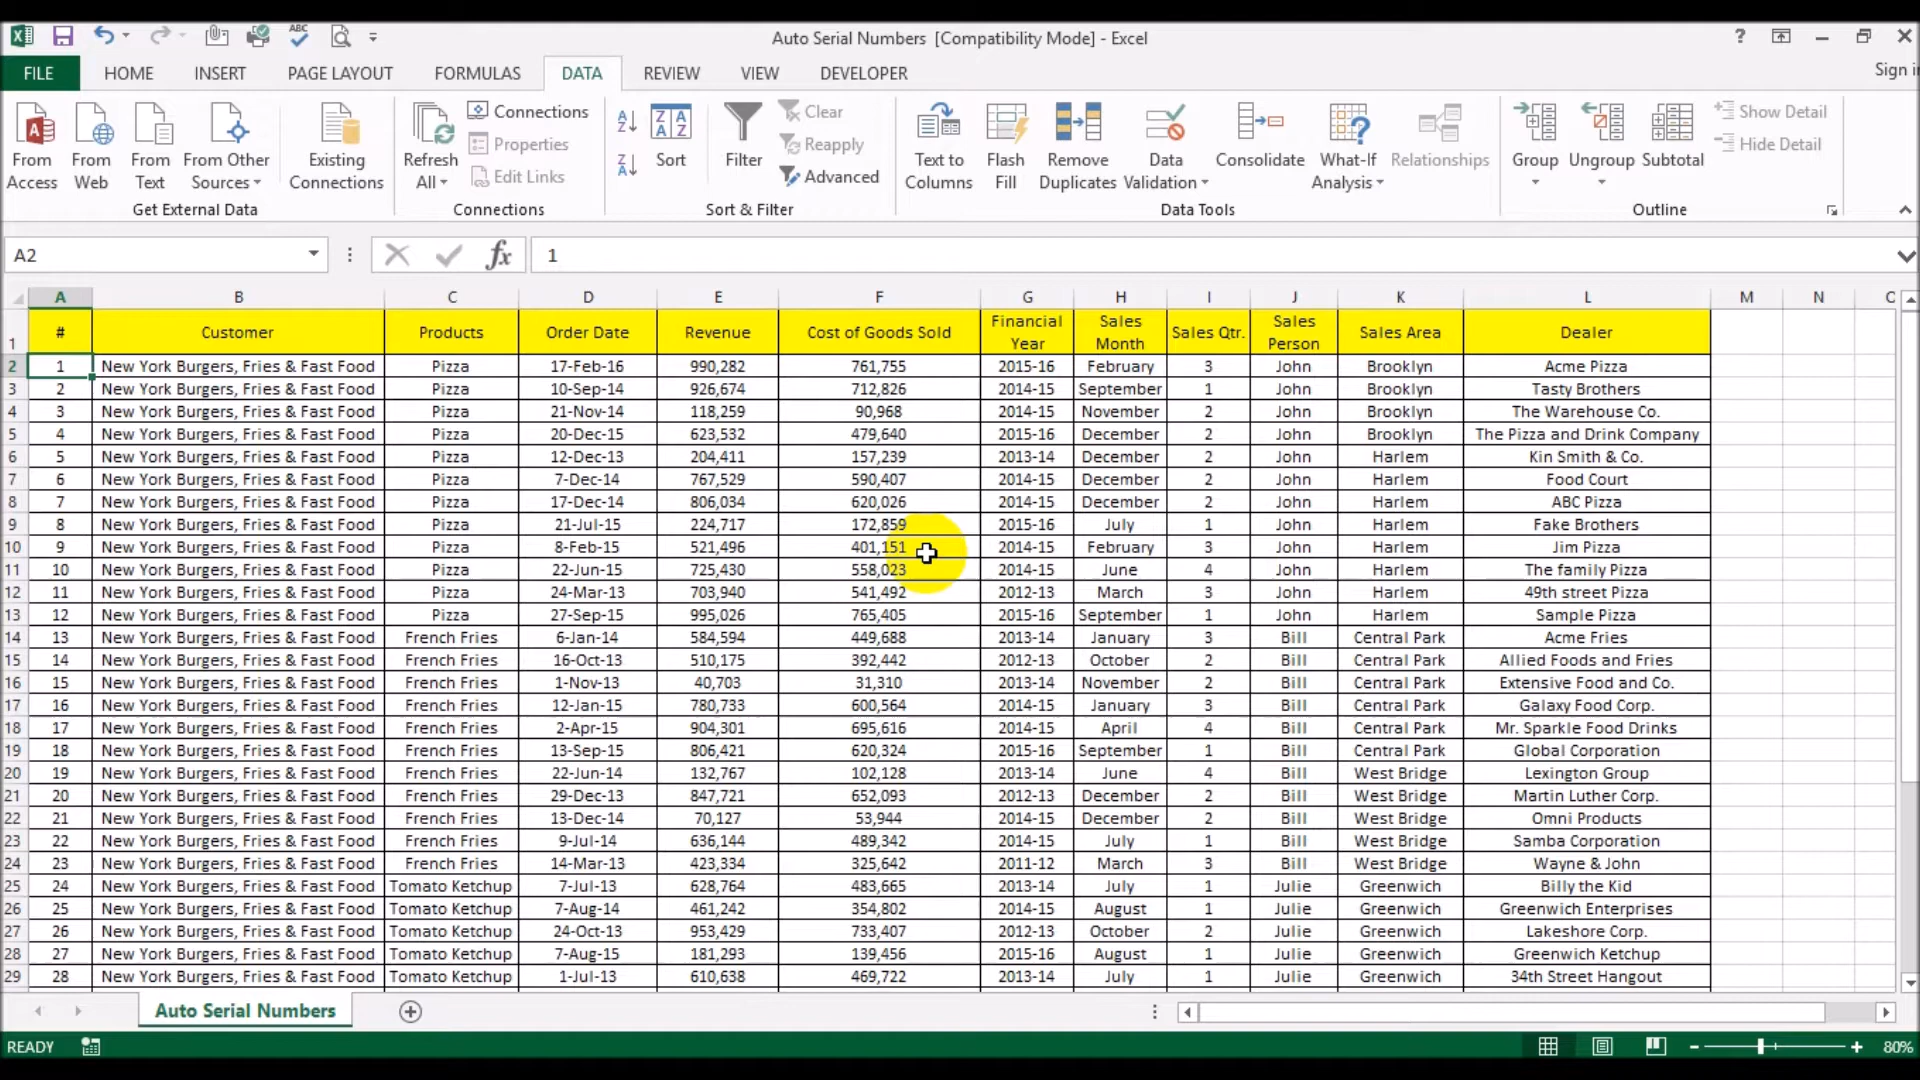 Auto Serial Numbers [Compatibility Mode] - Excel
?
Sign i
FILE HOME INSERT PAGE LAYOUT FORMULAS DATA REVIEW VIEW DEVELOPER
From Access
From Web
From Text
From Other Sources
Existing Connections
Get External Data
Refresh All
Connections
Properties
Edit Links
Connections
Sort
Filter
Clear
Reapply
Advanced
Sort & Filter
Text to Columns
Flash Fill
Remove Duplicates
Data Validation
Consolidate
What-If Analysis
Relationships
Data Tools
Group
Ungroup
Subtotal
Show Detail
Hide Detail
Outline
A2 fx 1
A B C D E F G H I J K L M N C
1 # Customer Products Order Date Revenue Cost of Goods Sold Financial Year Sales Month Sales Qtr. Sales Person Sales Area Dealer
2 1 New York Burgers, Fries & Fast Food Pizza 17-Feb-16 990,282 761,755 2015-16 February 3 John Brooklyn Acme Pizza
3 2 New York Burgers, Fries & Fast Food Pizza 10-Sep-14 926,674 712,826 2014-15 September 1 John Brooklyn Tasty Brothers
4 3 New York Burgers, Fries & Fast Food Pizza 21-Nov-14 118,259 90,968 2014-15 November 2 John Brooklyn The Warehouse Co.
5 4 New York Burgers, Fries & Fast Food Pizza 20-Dec-15 623,532 479,640 2015-16 December 2 John Brooklyn The Pizza and Drink Company
6 5 New York Burgers, Fries & Fast Food Pizza 12-Dec-13 204,411 157,239 2013-14 December 2 John Harlem Kin Smith & Co.
7 6 New York Burgers, Fries & Fast Food Pizza 7-Dec-14 767,529 590,407 2014-15 December 2 John Harlem Food Court
8 7 New York Burgers, Fries & Fast Food Pizza 17-Dec-14 806,034 620,026 2014-15 December 2 John Harlem ABC Pizza
9 8 New York Burgers, Fries & Fast Food Pizza 21-Jul-15 224,717 172,859 2015-16 July 1 John Harlem Fake Brothers
10 9 New York Burgers, Fries & Fast Food Pizza 8-Feb-15 521,496 401,151 2014-15 February 3 John Harlem Jim Pizza
11 10 New York Burgers, Fries & Fast Food Pizza 22-Jun-15 725,430 558,023 2014-15 June 4 John Harlem The family Pizza
12 11 New York Burgers, Fries & Fast Food Pizza 24-Mar-13 703,940 541,492 2012-13 March 3 John Harlem 49th street Pizza
13 12 New York Burgers, Fries & Fast Food Pizza 27-Sep-15 995,026 765,405 2015-16 September 1 John Harlem Sample Pizza
14 13 New York Burgers, Fries & Fast Food French Fries 6-Jan-14 584,594 449,688 2013-14 January 3 Bill Central Park Acme Fries
15 14 New York Burgers, Fries & Fast Food French Fries 16-Oct-13 510,175 392,442 2012-13 October 2 Bill Central Park Allied Foods and Fries
16 15 New York Burgers, Fries & Fast Food French Fries 1-Nov-13 40,703 31,310 2013-14 November 2 Bill Central Park Extensive Food and Co.
17 16 New York Burgers, Fries & Fast Food French Fries 12-Jan-15 780,733 600,564 2014-15 January 3 Bill Central Park Galaxy Food Corp.
18 17 New York Burgers, Fries & Fast Food French Fries 2-Apr-15 904,301 695,616 2014-15 April 4 Bill Central Park Mr. Sparkle Food Drinks
19 18 New York Burgers, Fries & Fast Food French Fries 13-Sep-15 806,421 620,324 2015-16 September 1 Bill Central Park Global Corporation
20 19 New York Burgers, Fries & Fast Food French Fries 22-Jun-14 132,767 102,128 2013-14 June 4 Bill West Bridge Lexington Group
21 20 New York Burgers, Fries & Fast Food French Fries 29-Dec-13 847,721 652,093 2012-13 December 2 Bill West Bridge Martin Luther Corp.
22 21 New York Burgers, Fries & Fast Food French Fries 13-Dec-14 70,127 53,944 2014-15 December 2 Bill West Bridge Omni Products
23 22 New York Burgers, Fries & Fast Food French Fries 9-Jul-14 636,144 489,342 2014-15 July 1 Bill West Bridge Samba Corporation
24 23 New York Burgers, Fries & Fast Food French Fries 14-Mar-13 423,334 325,642 2011-12 March 3 Bill West Bridge Wayne & John
25 24 New York Burgers, Fries & Fast Food Tomato Ketchup 7-Jul-13 628,764 483,665 2013-14 July 1 Julie Greenwich Billy the Kid
26 25 New York Burgers, Fries & Fast Food Tomato Ketchup 7-Aug-14 461,242 354,802 2014-15 August 1 Julie Greenwich Greenwich Enterprises
27 26 New York Burgers, Fries & Fast Food Tomato Ketchup 24-Oct-13 953,429 733,407 2012-13 October 2 Julie Greenwich Lakeshore Corp.
28 27 New York Burgers, Fries & Fast Food Tomato Ketchup 7-Aug-15 181,293 139,456 2015-16 August 1 Julie Greenwich Greenwich Ketchup
29 28 New York Burgers, Fries & Fast Food Tomato Ketchup 1-Jul-13 610,638 469,722 2013-14 July 1 Julie Greenwich 34th Street Hangout
Auto Serial Numbers
READY 80%